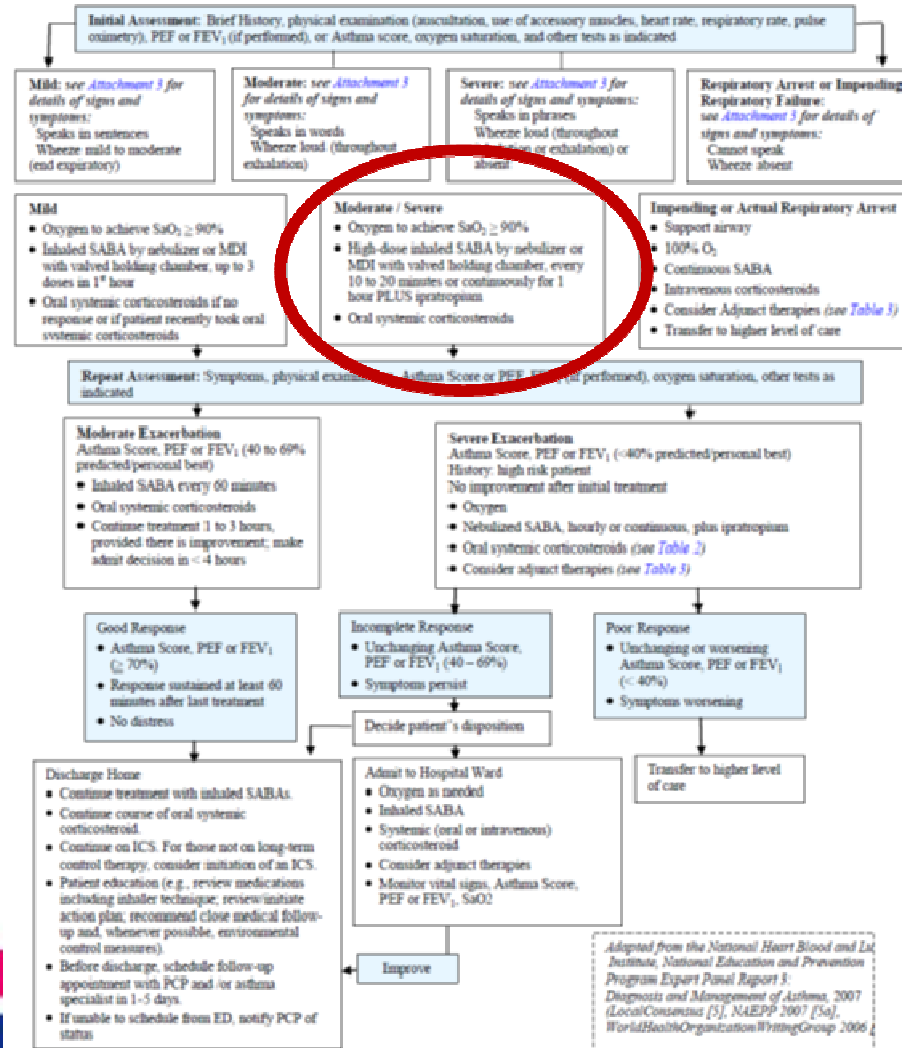 Initial Assessment: Brief History, physical examination (auscultation, use of accessory muscles, heart rate, respiratory rate, pulse
oximetry), PEF or FEV₁ (if performed), or Asthma score, oxygen saturation, and other tests as indicated
Mild: see Attachment 3 for
details of signs and
symptoms:
Speaks in sentences
Wheeze mild to moderate
(end expiratory)
Moderate: see Attachment 3
for details of signs and
symptoms:
Speaks in words
Wheeze loud (throughout
exhalation)
Severe: see Attachment 3 for
details of signs and symptoms:
Speaks in phrases
Wheeze loud (throughout
inhalation or exhalation) or
absent
Respiratory Arrest or Impending
Respiratory Failure:
see Attachment 3 for details of
signs and symptoms:
Cannot speak
Wheeze absent
Mild
• Oxygen to achieve SaO₂ ≥ 90%
• Inhaled SABA by nebulizer or MDI
with valved holding chamber, up to 3
doses in 1ˢᵗ hour
• Oral systemic corticosteroids if no
response or if patient recently took oral
systemic corticosteroids
Moderate / Severe
• Oxygen to achieve SaO₂ ≥ 90%
• High-dose inhaled SABA by nebulizer or
MDI with valved holding chamber, every
10 to 20 minutes or continuously for 1
hour PLUS ipratropium
• Oral systemic corticosteroids
Impending or Actual Respiratory Arrest
• Support airway
• 100% O₂
• Continuous SABA
• Intravenous corticosteroids
• Consider Adjunct therapies (see Table 3)
• Transfer to higher level of care
Repeat Assessment: Symptoms, physical Asthma Score or PEF, (if performed), oxygen saturation, other tests as
indicated
Moderate Exacerbation
Asthma Score, PEF or FEV₁ (40 to 69%
predicted/personal best)
• Inhaled SABA every 60 minutes
• Oral systemic corticosteroids
• Continue treatment 1 to 3 hours,
provided there is improvement; make
admit decision in < 4 hours
Severe Exacerbation
Asthma Score, PEF or FEV₁ (<40% predicted/personal best)
History: high risk patient
No improvement after initial treatment
• Oxygen
• Nebulized SABA, hourly or continuous, plus ipratropium
• Oral systemic corticosteroids (see Table 2)
• Consider adjunct therapies (see Table 3)
Good Response
• Asthma Score, PEF or FEV₁
(≥ 70%)
• Response sustained at least 60
minutes after last treatment
• No distress
Incomplete Response
• Unchanging Asthma Score,
PEF or FEV₁ (40 – 69%)
• Symptoms persist
Poor Response
• Unchanging or worsening
Asthma Score, PEF or FEV₁
(< 40%)
• Symptoms worsening
Decide patient's disposition
Discharge Home
• Continue treatment with inhaled SABAs.
• Continue course of oral systemic
corticosteroid.
• Continue on ICS. For those not on long-term
control therapy, consider initiation of an ICS.
• Patient education (e.g., review medications
including inhaler technique; review/initiate
action plan; recommend close medical follow-
up and, whenever possible, environmental
control measures).
• Before discharge, schedule follow-up
appointment with PCP and /or asthma
specialist in 1-5 days.
• If unable to schedule from ED, notify PCP of
status
Admit to Hospital Ward
• Oxygen as needed
• Inhaled SABA
• Systemic (oral or intravenous)
corticosteroid
• Consider adjunct therapies
• Monitor vital signs, Asthma Score,
PEF or FEV₁, SaO2
Transfer to higher level
of care
Improve
Adapted from the National Heart Blood and
Institute, National Education and Prevention
Program Expert Panel Report 3:
Diagnosis and Management of Asthma, 2007
(LocalConsensus [5], NAEPP 2007 [5a],
WorldHealthOrganizationWritingGroup 2006